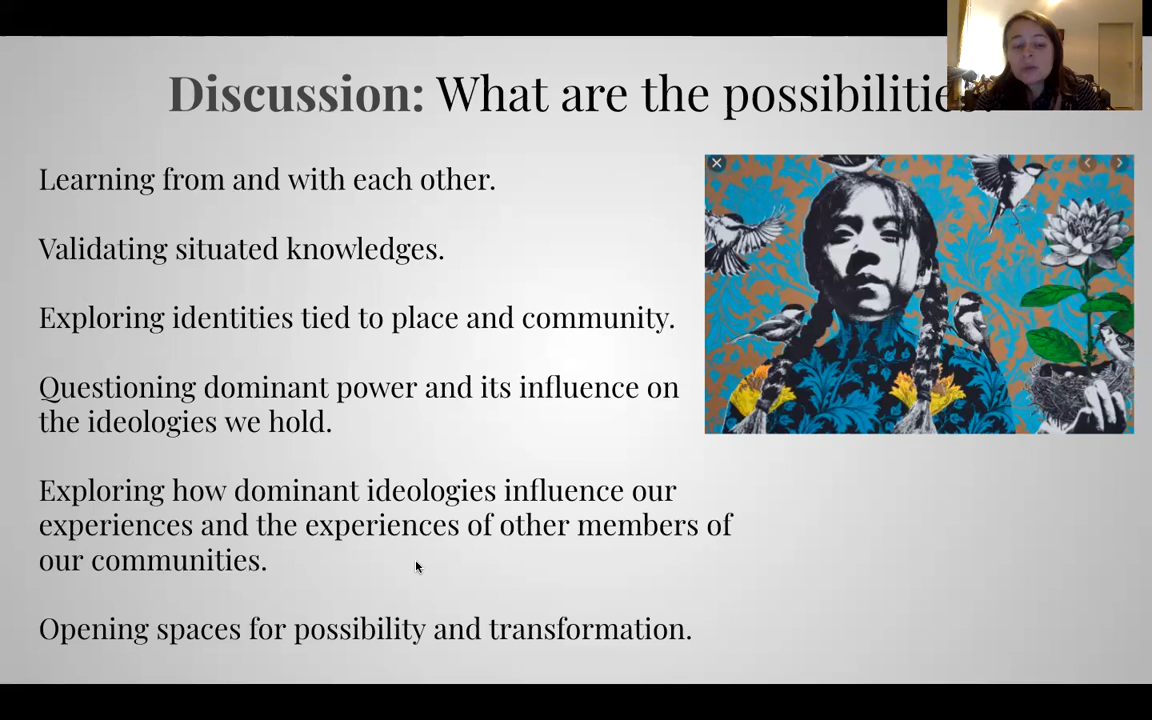 Discussion: What are the
Learning from and with each other.
Validating situated knowledges.
Exploring identities tied to place and community.
Questioning dominant power and its influence on
the ideologies we hold.
Exploring how dominant ideologies influence our
experiences and the experiences of other members of
our communities.
Opening spaces for possibility and transformation.